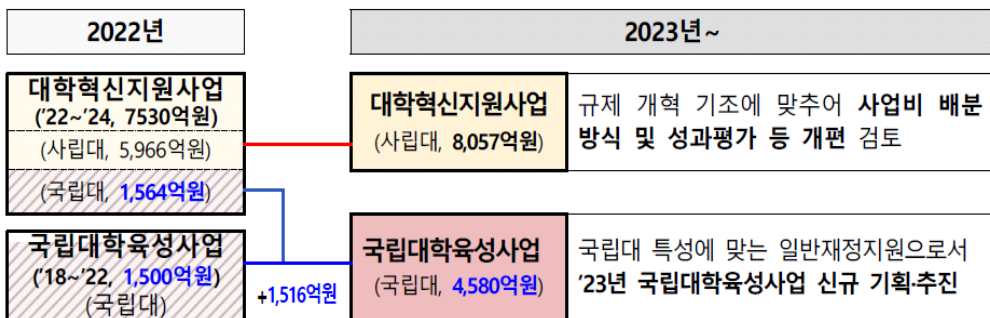 2022년
2023년~
대학혁신지원사업
('22~'24, 7530억원)
(사립대, 5,966억원)
(국립대, 1,564억원)
국립대학육성사업
('18~'22, 1,500억원)
(국립대)
+1,516억원
대학혁신지원사업
(사립대, 8,057억원)
규제 개혁 기조에 맞추어 사업비 배분
방식 및 성과평가 등 개편 검토
국립대학육성사업
(국립대, 4,580억원)
국립대 특성에 맞는 일반재정지원으로서
'23년 국립대학육성사업 신규 기획·추진